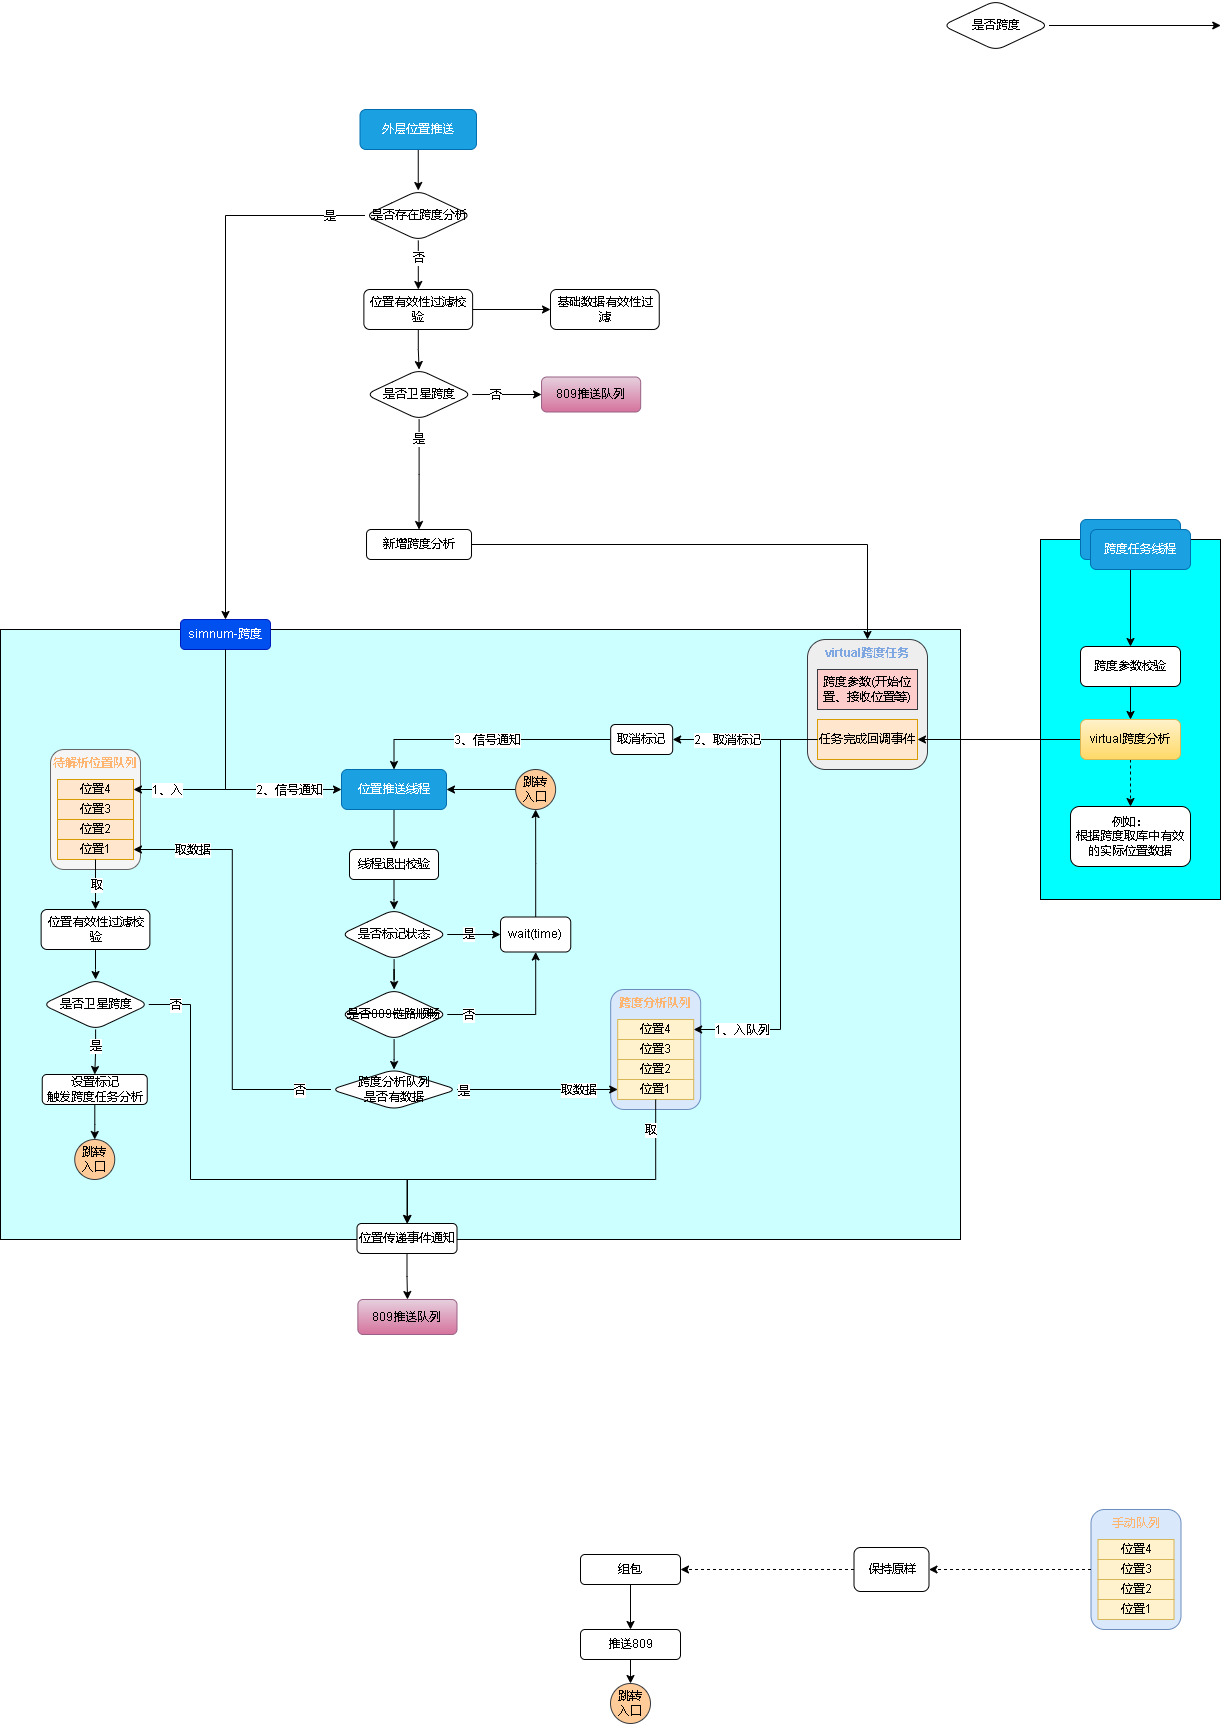 是否跨度
外层位置推送
是否存在跨度分析
是
否
位置有效性过滤校
验
基础数据有效性过
滤
是否卫星跨度
否
809推送队列
是
新增跨度分析
跨度任务线程
跨度参数校验
virtual跨度分析
例如：
根据跨度取库中有效
的实际位置数据
simnum-跨度
virtual跨度任务
跨度参数(开始位
置、接收位置等)
任务完成回调事件
2、取消标记
取消标记
3、信号通知
待解析位置队列
位置4
位置3
位置2
位置1
1、入
2、信号通知
位置推送线程
跳转
入口
取数据
线程退出校验
取
位置有效性过滤校
验
是否标记状态
是
wait(time)
是否卫星跨度
否
是否809链路顺畅
否
跨度分析队列
位置4
位置3
位置2
位置1
1、入队列
是
设置标记
触发跨度任务分析
否
跨度分析队列
是否有数据
是
取数据
取
跳转
入口
位置传递事件通知
809推送队列
手动队列
位置4
位置3
位置2
位置1
保持原样
组包
推送809
跳转
入口